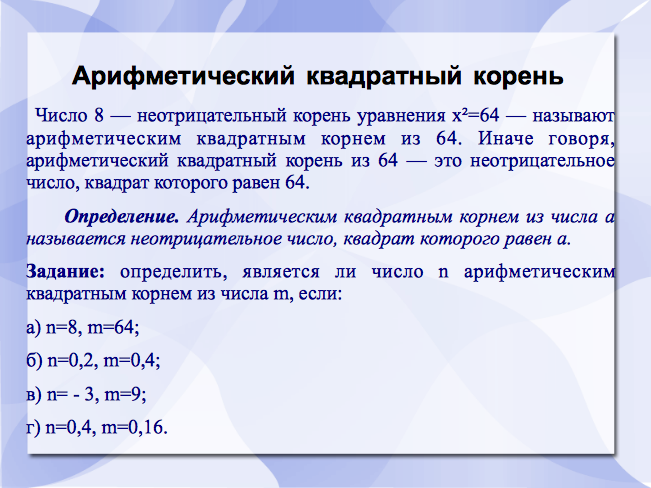 Арифметический квадратный корень
Число 8 — неотрицательный корень уравнения x²=64 — называют
арифметическим квадратным корнем из 64. Иначе говоря,
арифметический квадратный корень из 64 — это неотрицательное
число, квадрат которого равен 64.
Определение. Арифметическим квадратным корнем из числа a
называется неотрицательное число, квадрат которого равен a.
Задание: определить, является ли число n арифметическим
квадратным корнем из числа m, если:
а) n=8, m=64;
б) n=0,2, m=0,4;
в) n= - 3, m=9;
г) n=0,4, m=0,16.